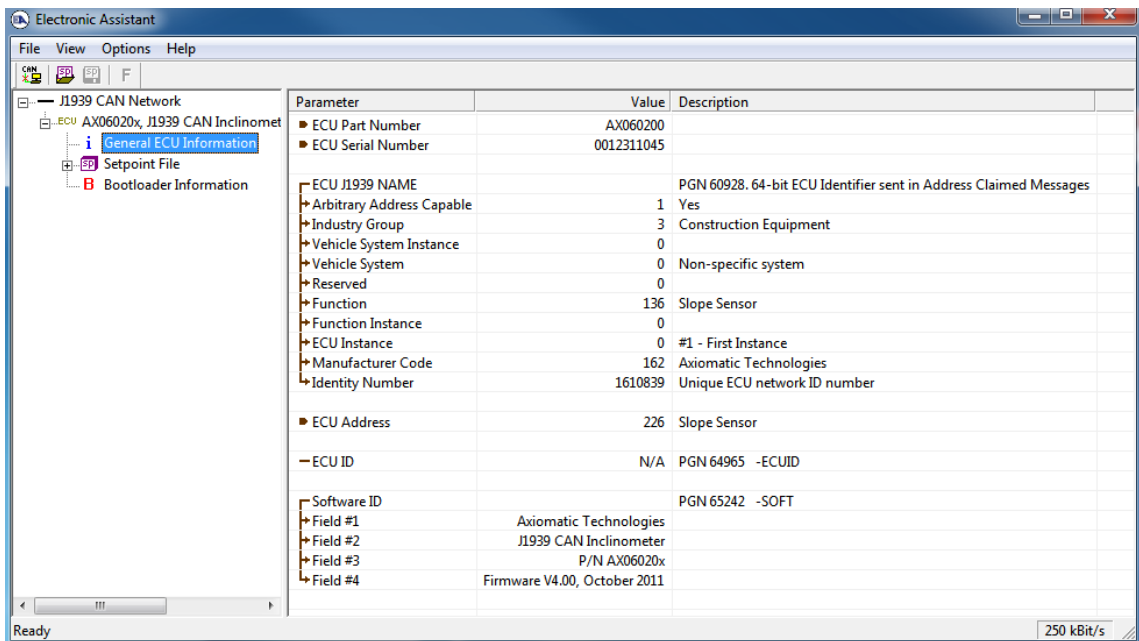 Electronic Assistant
File View Options Help
CAN SP SP F
J1939 CAN Network
ECU AX06020x, J1939 CAN Inclinomet
i General ECU Information
SP Setpoint File
B Bootloader Information
Parameter Value Description
ECU Part Number AX060200
ECU Serial Number 0012311045
ECU J1939 NAME PGN 60928. 64-bit ECU Identifier sent in Address Claimed Messages
Arbitrary Address Capable 1 Yes
Industry Group 3 Construction Equipment
Vehicle System Instance 0
Vehicle System 0 Non-specific system
Reserved 0
Function 136 Slope Sensor
Function Instance 0
ECU Instance 0 #1 - First Instance
Manufacturer Code 162 Axiomatic Technologies
Identity Number 1610839 Unique ECU network ID number
ECU Address 226 Slope Sensor
ECU ID N/A PGN 64965 -ECUID
Software ID PGN 65242 -SOFT
Field #1 Axiomatic Technologies
Field #2 J1939 CAN Inclinometer
Field #3 P/N AX06020x
Field #4 Firmware V4.00, October 2011
Ready 250 kBit/s